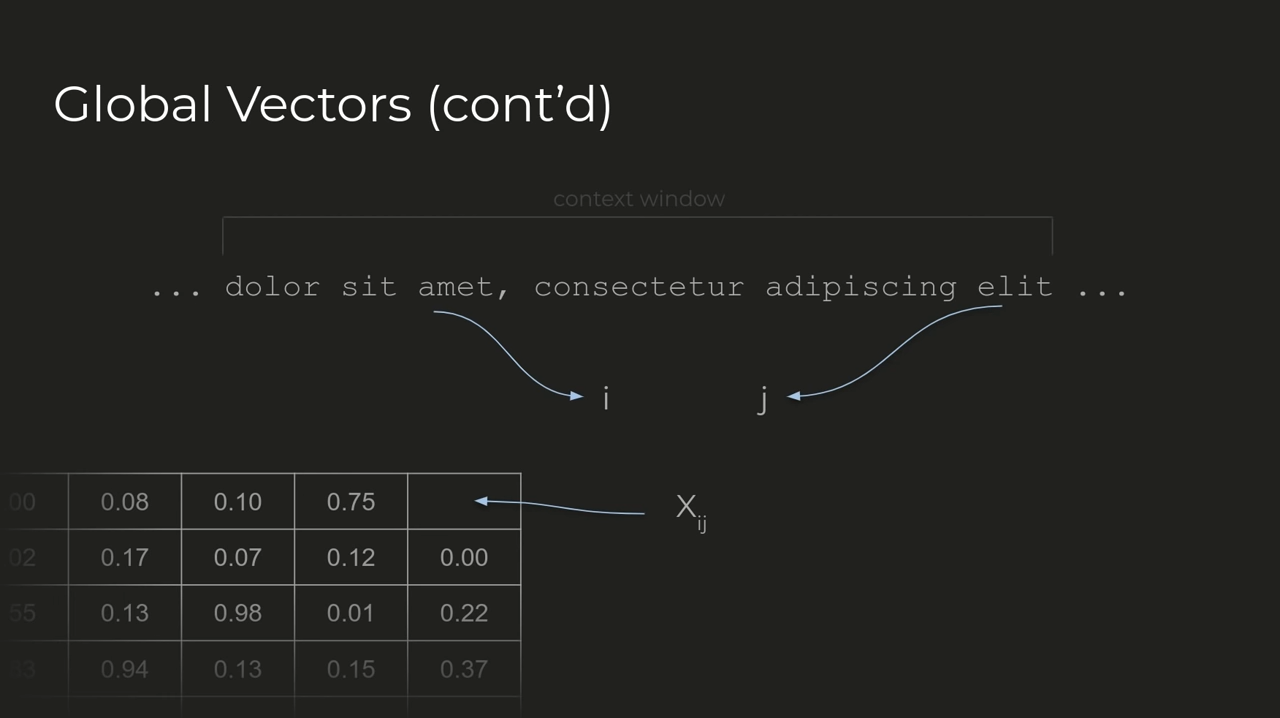 Global Vectors (cont’d)
context window
... dolor sit amet, consectetur adipiscing elit ...
i j
00 0.08 0.10 0.75
X_ij
02 0.17 0.07 0.12 0.00
55 0.13 0.98 0.01 0.22
0.94 0.13 0.15 0.37